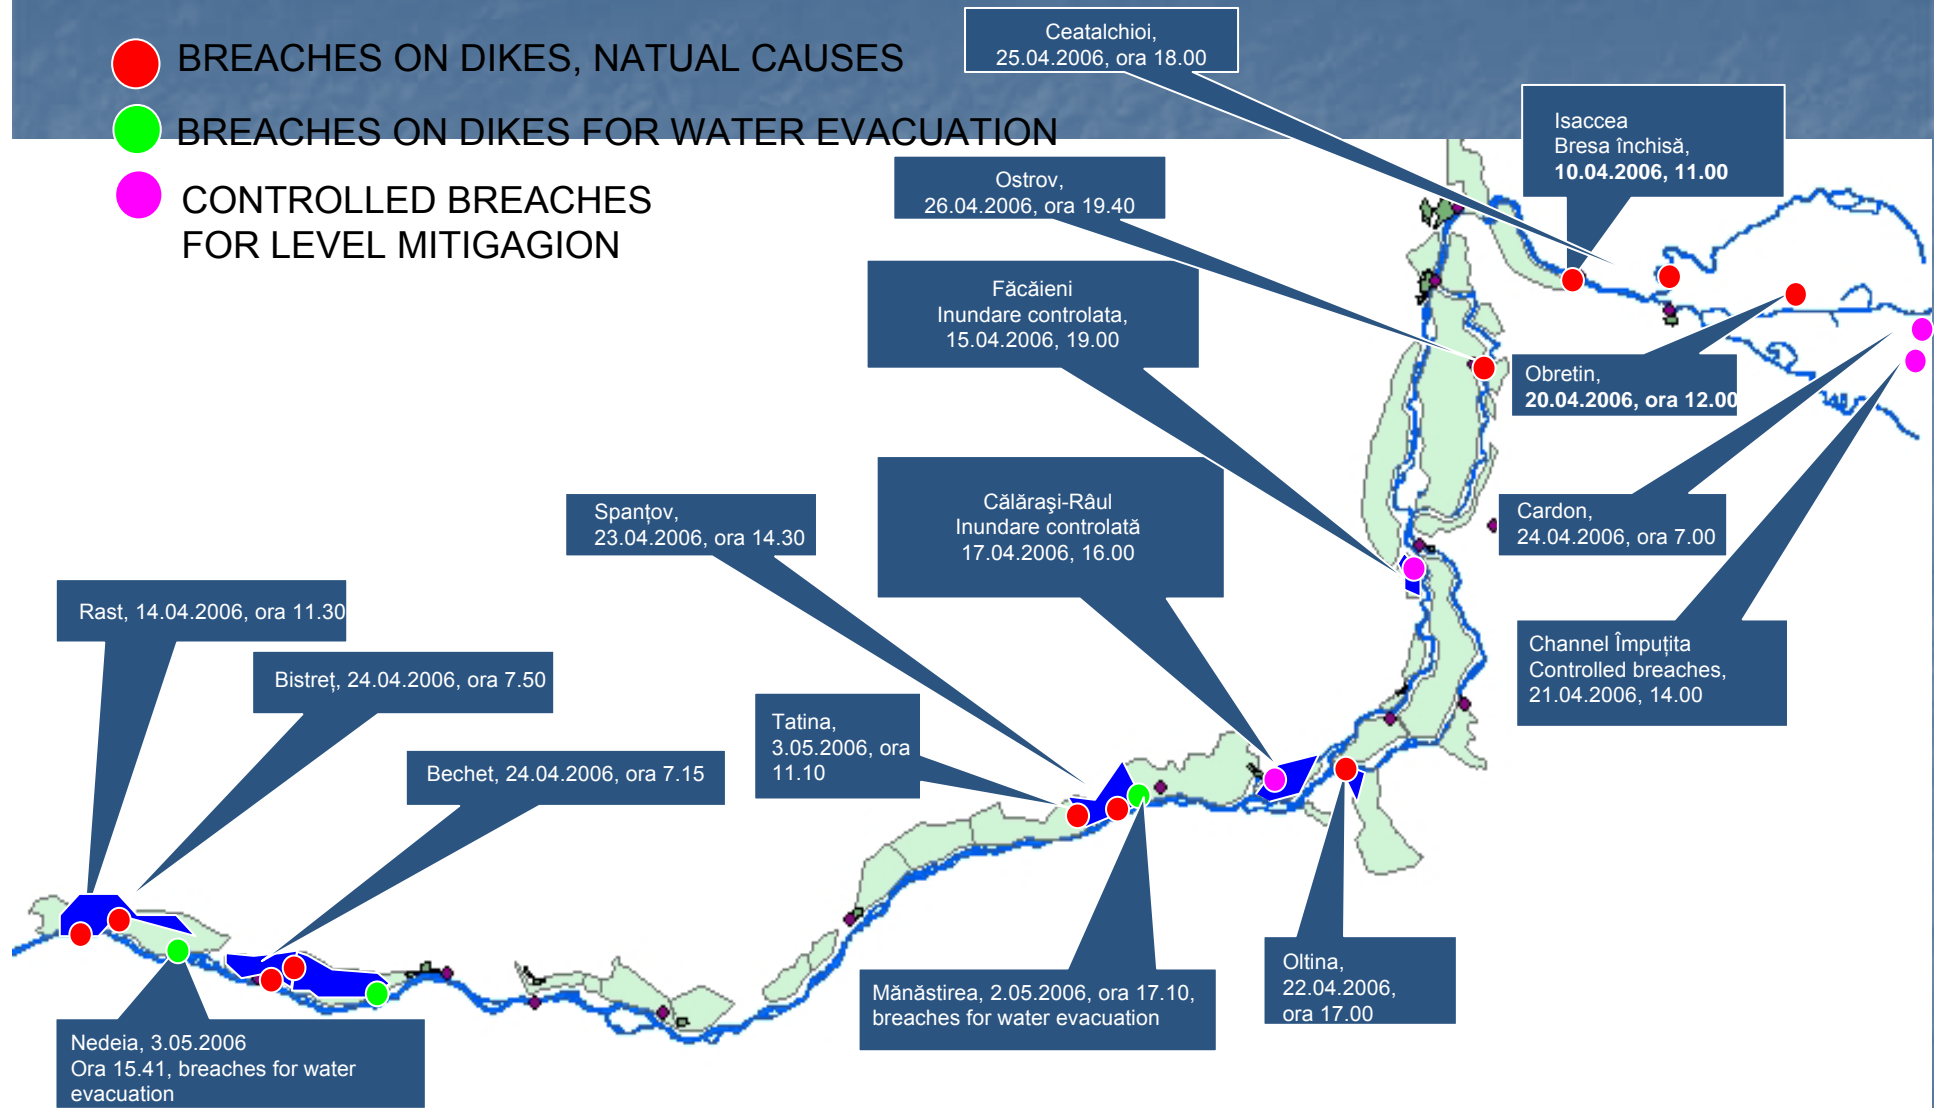 BREACHES ON DIKES, NATUAL CAUSES
BREACHES ON DIKES FOR WATER EVACUATION
CONTROLLED BREACHES
FOR LEVEL MITIGAGION
Ceatalchioi,
25.04.2006, ora 18.00
Isaccea
Bresa închisă,
10.04.2006, 11.00
Ostrov,
26.04.2006, ora 19.40
Făcăieni
Inundare controlata,
15.04.2006, 19.00
Obretin,
20.04.2006, ora 12.00
Călăraşi-Râul
Inundare controlată
17.04.2006, 16.00
Spanțov,
23.04.2006, ora 14.30
Cardon,
24.04.2006, ora 7.00
Rast, 14.04.2006, ora 11.30
Bistreț, 24.04.2006, ora 7.50
Channel Împuțita
Controlled breaches,
21.04.2006, 14.00
Tatina,
3.05.2006, ora
11.10
Bechet, 24.04.2006, ora 7.15
Oltina,
22.04.2006,
ora 17.00
Mănăstirea, 2.05.2006, ora 17.10,
breaches for water evacuation
Nedeia, 3.05.2006
Ora 15.41, breaches for water
evacuation